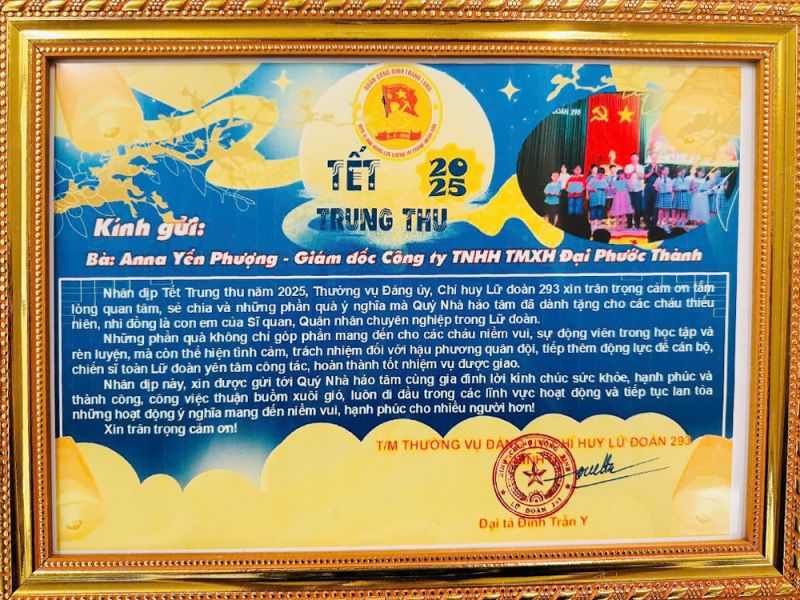 TẾT 2025
TRUNG THU
Kính gửi:
Bà: Anna Yến Phượng - Giám đốc Công ty TNHH TMXH Đại Phước Thành
Nhân dịp Tết Trung thu năm 2025, Thường vụ Đảng ủy, Chỉ huy Lữ đoàn 293 xin trân trọng cảm ơn tấm
lòng quan tâm, sẻ chia và những phần quà ý nghĩa mà Quý Nhà hảo tâm đã dành tặng cho các cháu thiếu
niên, nhi đồng là con em của Sĩ quan, Quân nhân chuyên nghiệp trong Lữ đoàn.
Những phần quà không chỉ góp phần mang đến cho các cháu niềm vui, sự động viên trong học tập và
rèn luyện, mà còn thể hiện tình cảm, trách nhiệm đối với hậu phương quân đội, tiếp thêm động lực để cán bộ,
chiến sĩ toàn Lữ đoàn yên tâm công tác, hoàn thành tốt nhiệm vụ được giao.
Nhân dịp này, xin được gửi tới Quý Nhà hảo tâm cùng gia đình lời kính chúc sức khỏe, hạnh phúc và
thành công, công việc thuận buồm xuôi gió, luôn đi đầu trong các lĩnh vực hoạt động và tiếp tục lan tỏa
những hoạt động ý nghĩa mang đến niềm vui, hạnh phúc cho nhiều người hơn!
Xin trân trọng cám ơn!
T/M THƯỜNG VỤ ĐẢNG CHỈ HUY LỮ ĐOÀN 293
LỮ ĐOÀN 293
Đại tá Đinh Trần Y